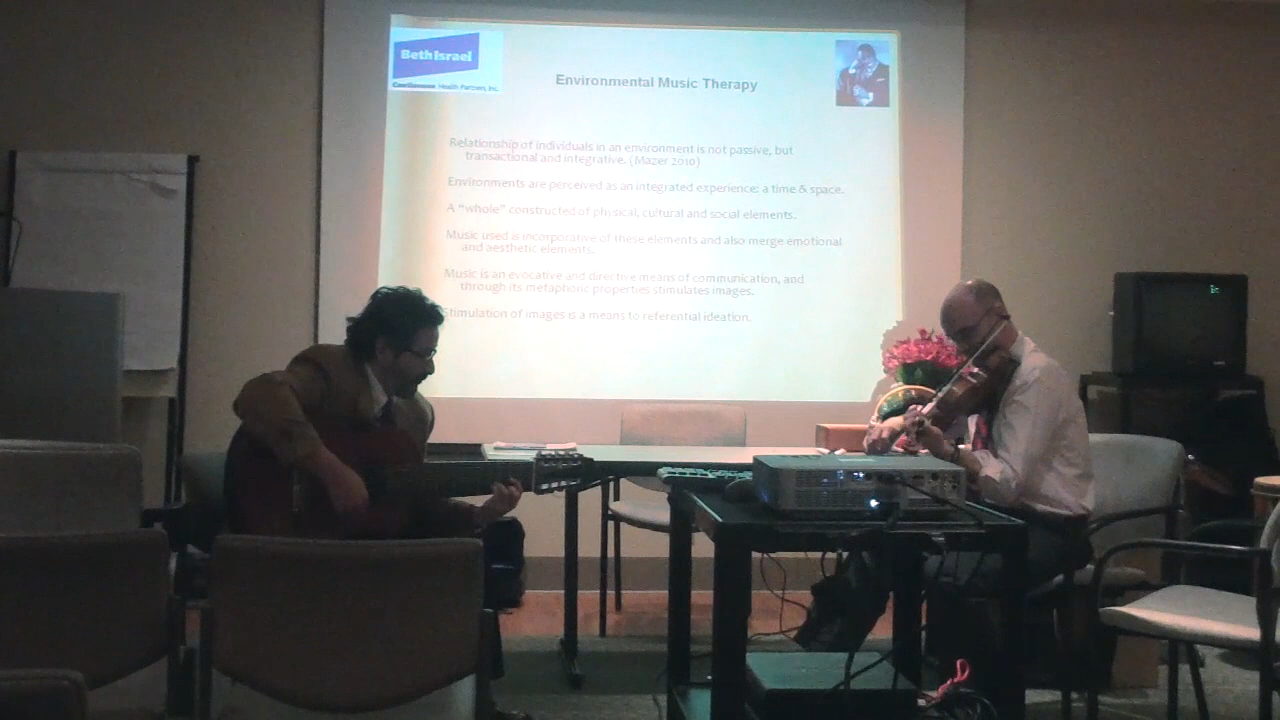 Beth Israel
Continuum Health Partners, Inc.
Environmental Music Therapy
Relationship of individuals in an environment is not passive, but
transactional and integrative. (Mazer 2010)
Environments are perceived as an integrated experience: a time & space.
A “whole” constructed of physical, cultural and social elements.
Music used is incorporative of these elements and also merge emotional
and aesthetic elements.
Music is an evocative and directive means of communication, and
through its metaphoric properties stimulates images.
Stimulation of images is a means to referential ideation.